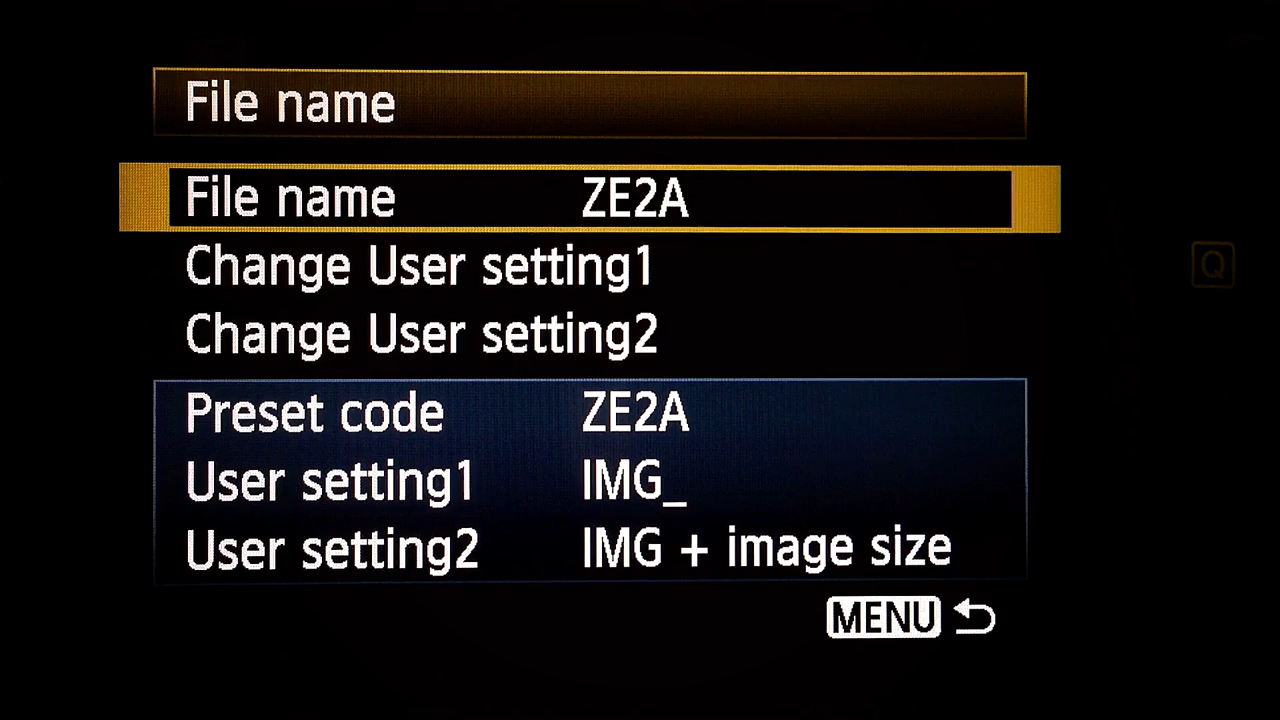 File name
File name ZE2A
Change User setting1
Change User setting2
Q
Preset code ZE2A
User setting1 IMG_
User setting2 IMG + image size
MENU